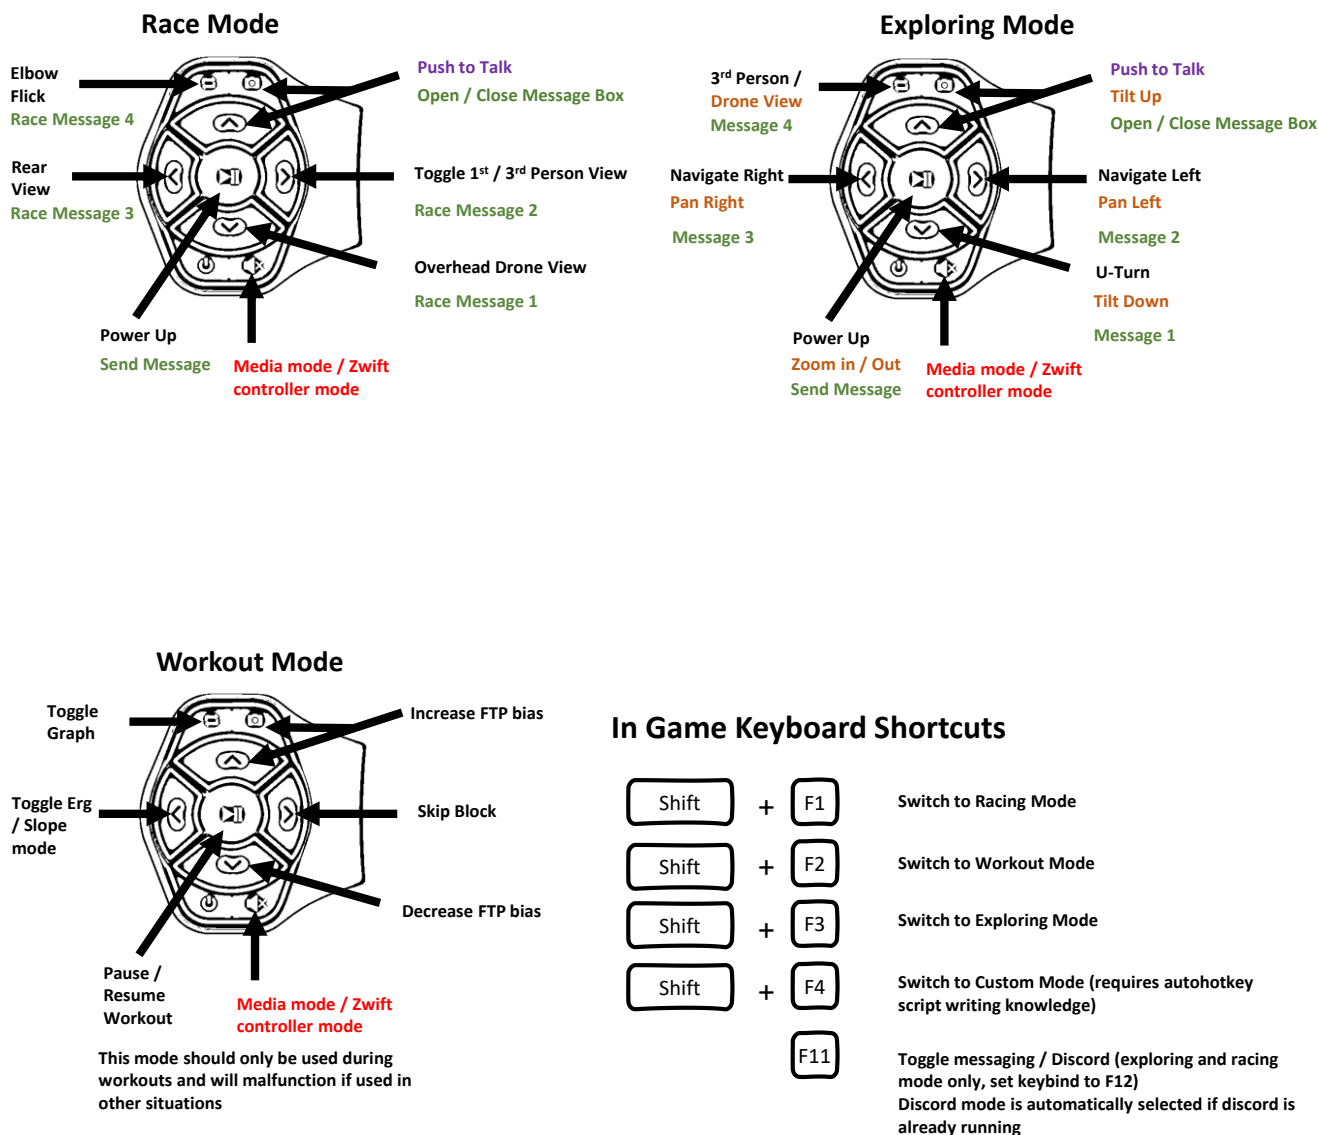 Race Mode
Elbow
Flick
Race Message 4
Push to Talk
Open / Close Message Box
Rear
View
Race Message 3
Toggle 1st / 3rd Person View
Race Message 2
Overhead Drone View
Race Message 1
Power Up
Send Message
Media mode / Zwift
controller mode
Exploring Mode
3rd Person /
Drone View
Message 4
Push to Talk
Tilt Up
Open / Close Message Box
Navigate Right
Pan Right
Message 3
Navigate Left
Pan Left
Message 2
U-Turn
Tilt Down
Message 1
Power Up
Zoom in / Out
Send Message
Media mode / Zwift
controller mode
Workout Mode
Toggle
Graph
Increase FTP bias
Toggle Erg
/ Slope
mode
Skip Block
Decrease FTP bias
Pause /
Resume
Workout
Media mode / Zwift
controller mode
This mode should only be used during
workouts and will malfunction if used in
other situations
In Game Keyboard Shortcuts
Shift + F1 Switch to Racing Mode
Shift + F2 Switch to Workout Mode
Shift + F3 Switch to Exploring Mode
Shift + F4 Switch to Custom Mode (requires autohotkey
script writing knowledge)
F11 Toggle messaging / Discord (exploring and racing
mode only, set keybind to F12)
Discord mode is automatically selected if discord is
already running